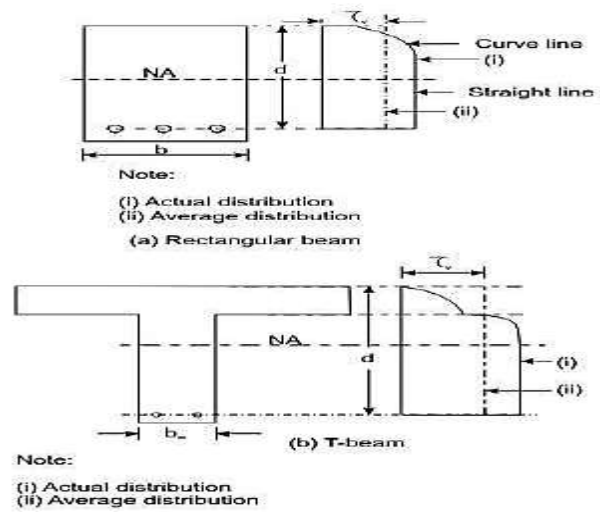 τv
Curve line
(i)
NA
d
Straight line
(ii)
b
Note:
(i) Actual distribution
(ii) Average distribution
(a) Rectangular beam
τv
NA
d
(i)
(ii)
b
(b) T-beam
Note:
(i) Actual distribution
(ii) Average distribution